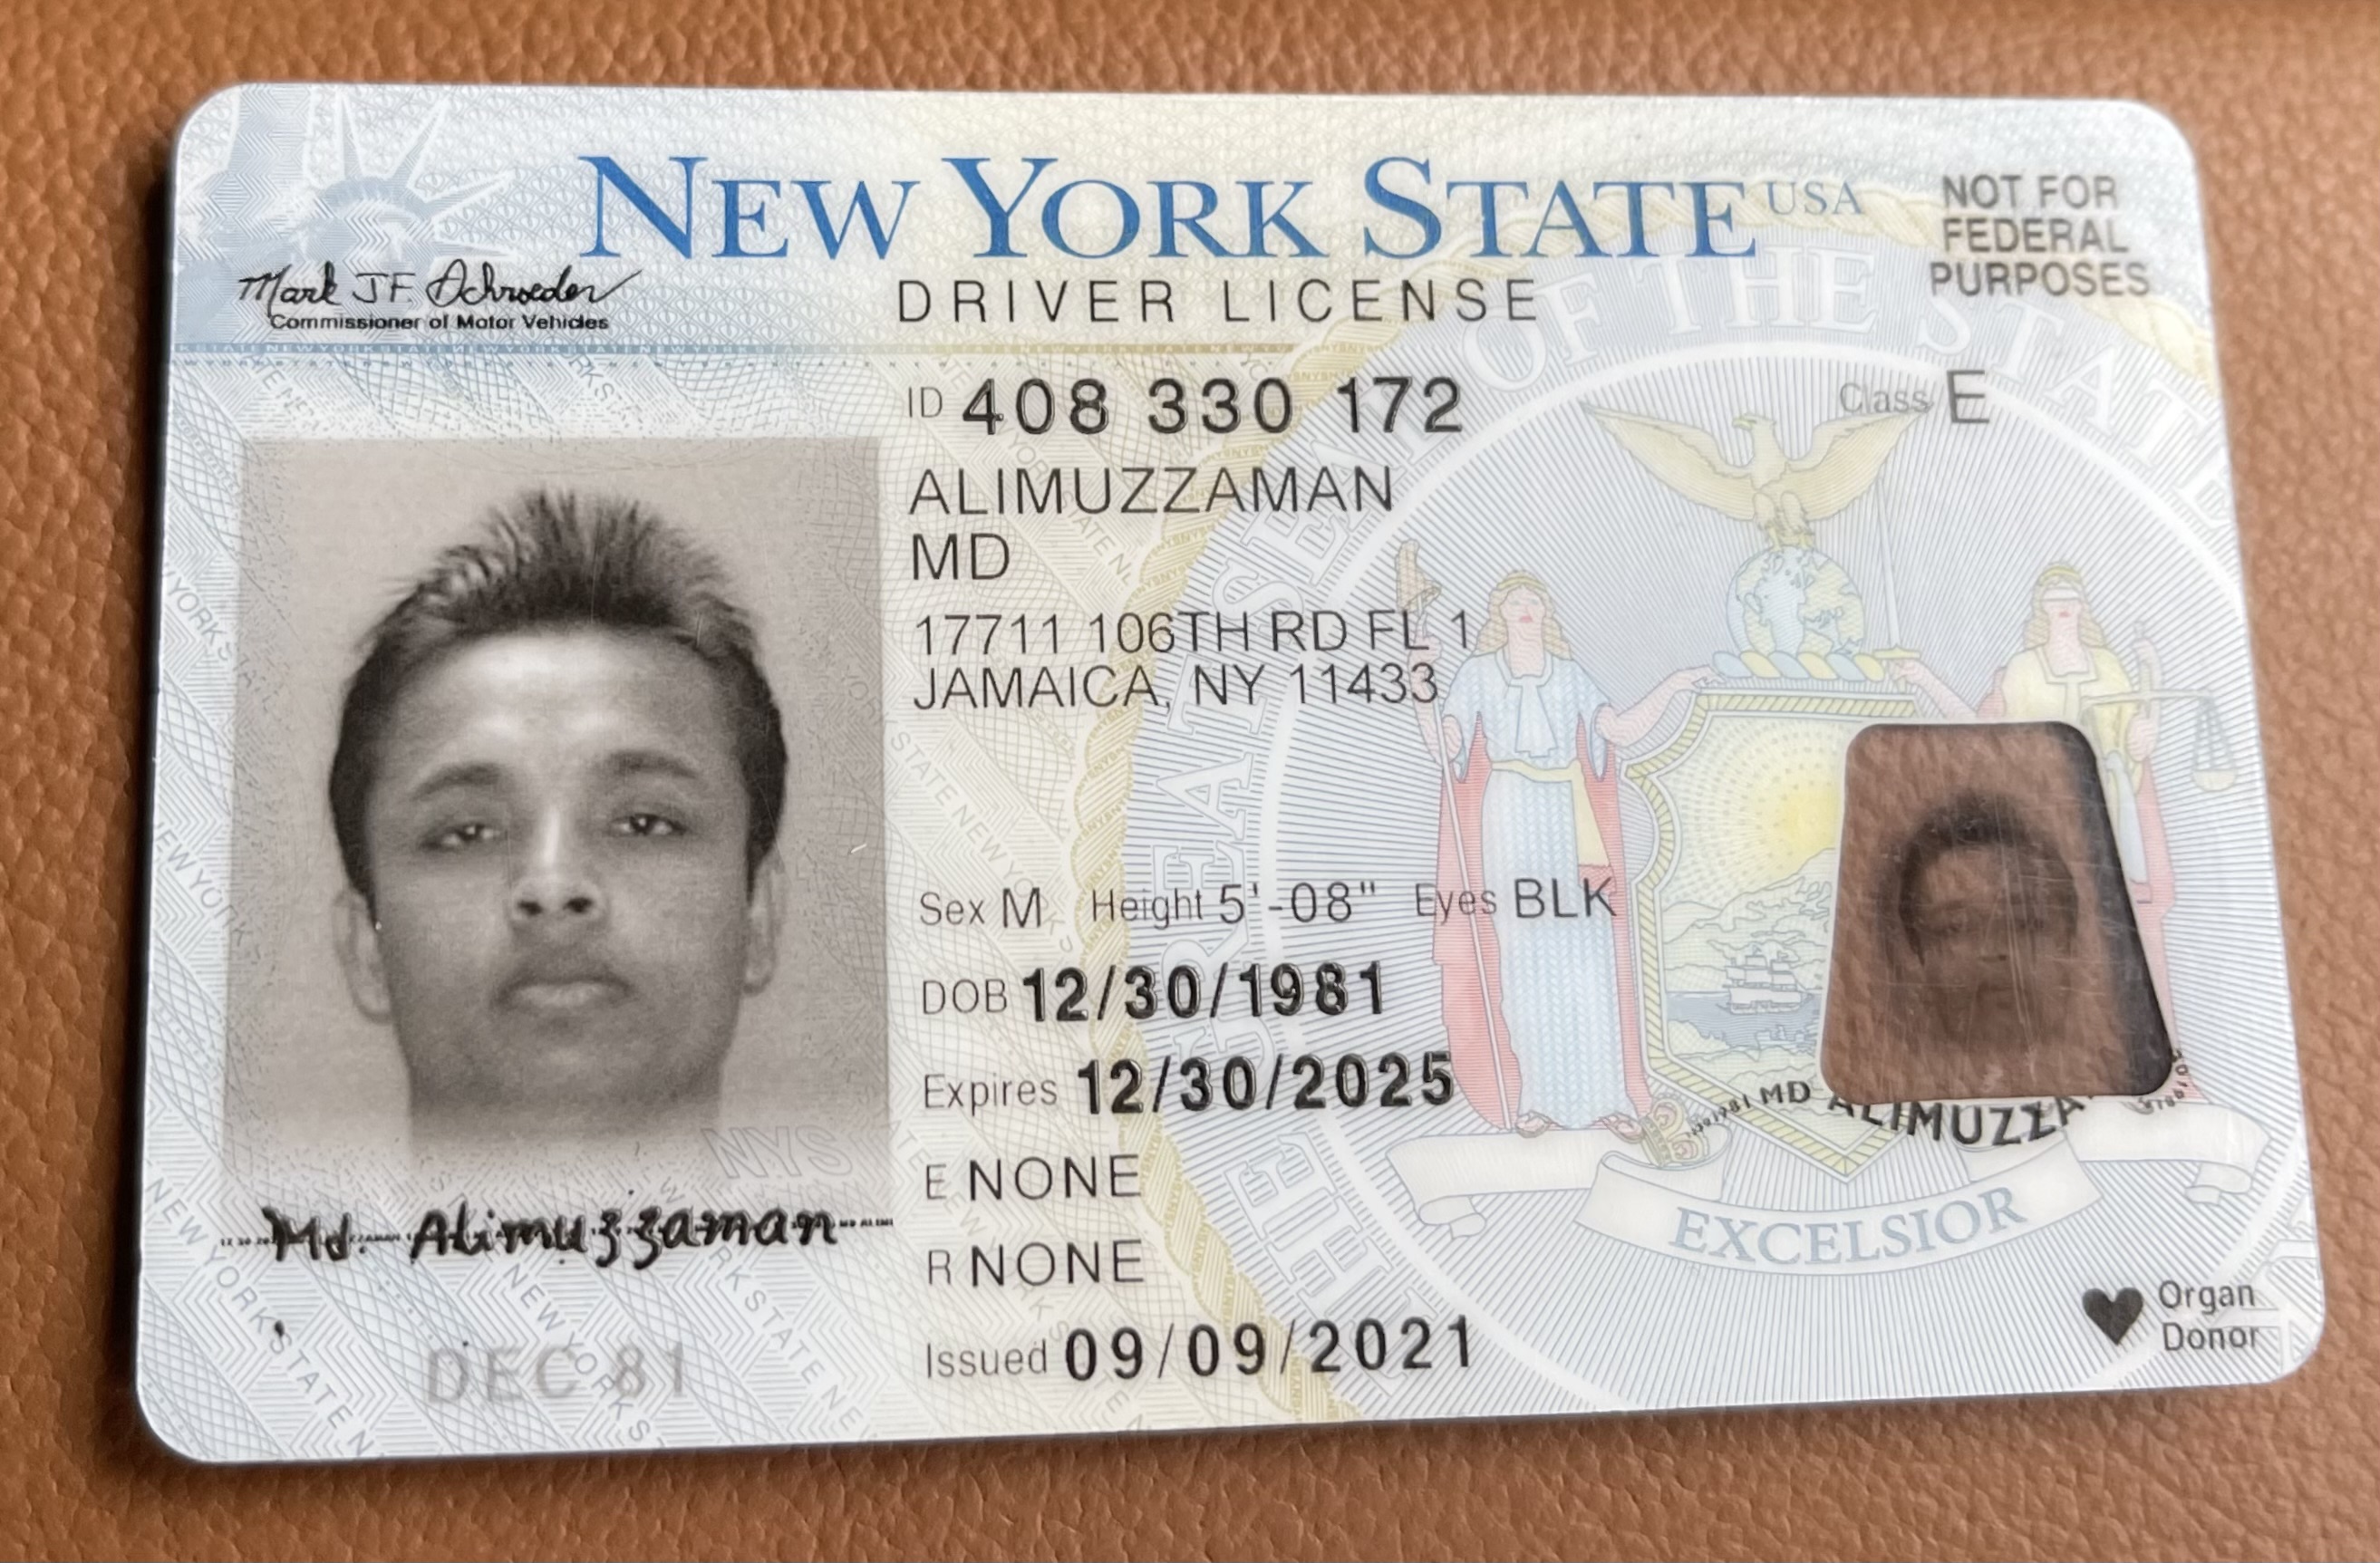 NEW YORK STATE USA
NOT FOR
FEDERAL
PURPOSES
Mark J.F. Schroeder
Commissioner of Motor Vehicles
DRIVER LICENSE
ID 408 330 172
Class E
ALIMUZZAMAN
MD
17711 106TH RD FL 1
JAMAICA, NY 11433
Sex M Height 5'-08" Eyes BLK
DOB 12/30/1981
Expires 12/30/2025
E NONE
R NONE
Issued 09/09/2021
NYS
Md. Alimuzzaman
DEC 81
MD ALIMUZZA
EXCELSIOR
Organ
Donor